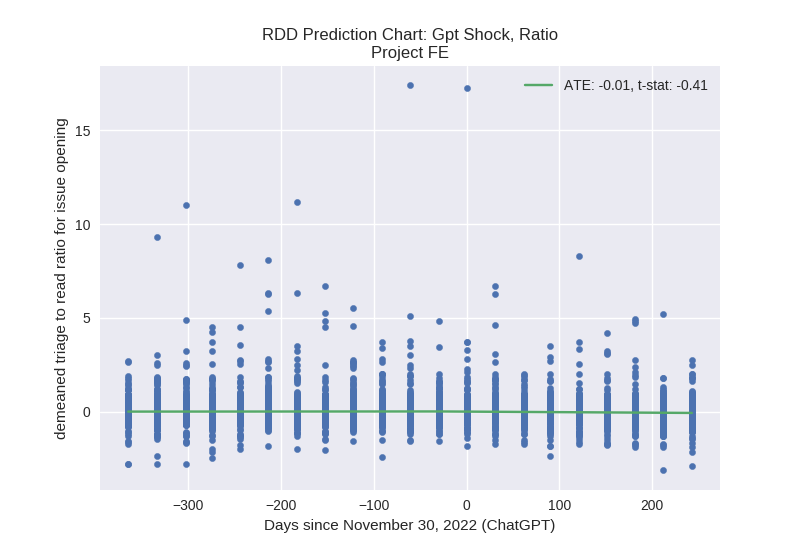 RDD Prediction Chart: Gpt Shock, Ratio
Project FE
ATE: -0.01, t-stat: -0.41
demeaned triage to read ratio for issue opening
15
10
5
0
−300
−200
−100
0
100
200
Days since November 30, 2022 (ChatGPT)